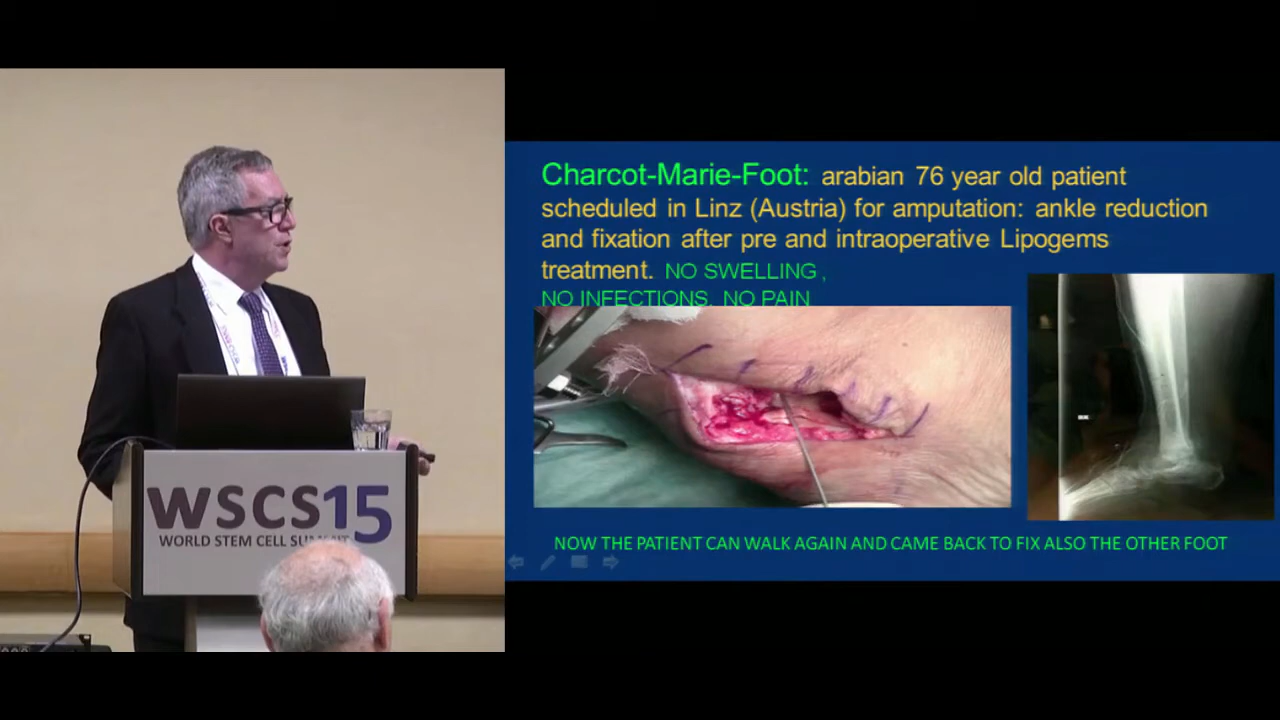 Charcot-Marie-Foot: arabian 76 year old patient
scheduled in Linz (Austria) for amputation: ankle reduction
and fixation after pre and intraoperative Lipogems
treatment. NO SWELLING,
NO INFECTIONS, NO PAIN
NOW THE PATIENT CAN WALK AGAIN AND CAME BACK TO FIX ALSO THE OTHER FOOT
WSCS15
WORLD STEM CELL